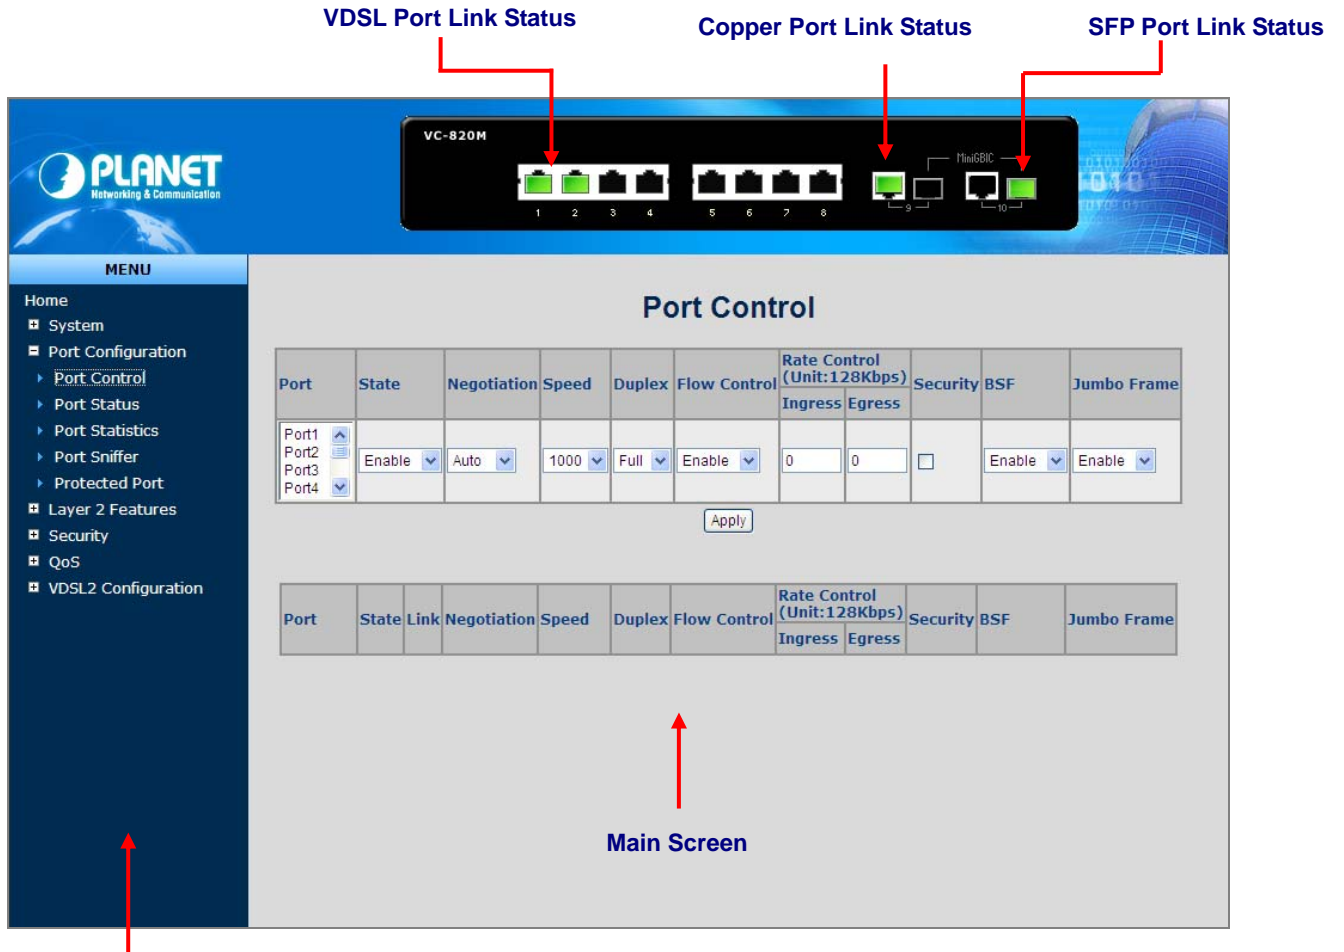 VDSL Port Link Status
Copper Port Link Status
SFP Port Link Status
VC-820M
PLANET
Networking & Communication
MiniGBIC
1 2 3 4 5 6 7 8 9 10
MENU
Home
System
Port Configuration
Port Control
Port Status
Port Statistics
Port Sniffer
Protected Port
Layer 2 Features
Security
QoS
VDSL2 Configuration
Port Control
Port State Negotiation Speed Duplex Flow Control Rate Control (Unit:128Kbps) Security BSF Jumbo Frame
Ingress Egress
Port1
Port2
Port3
Port4
Enable Auto 1000 Full Enable 0 0 Enable Enable
Apply
Port State Link Negotiation Speed Duplex Flow Control Rate Control (Unit:128Kbps) Security BSF Jumbo Frame
Ingress Egress
Main Screen